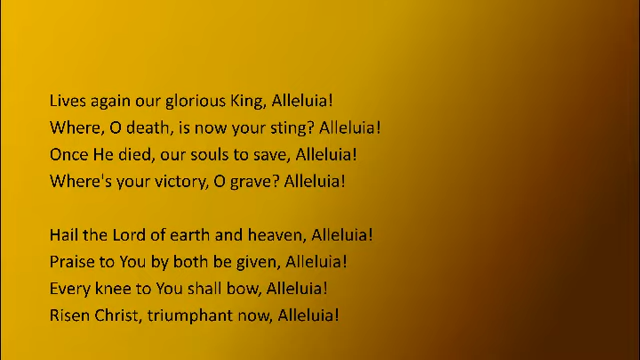 Lives again our glorious King, Alleluia!
Where, O death, is now your sting? Alleluia!
Once He died, our souls to save, Alleluia!
Where's your victory, O grave? Alleluia!
Hail the Lord of earth and heaven, Alleluia!
Praise to You by both be given, Alleluia!
Every knee to You shall bow, Alleluia!
Risen Christ, triumphant now, Alleluia!